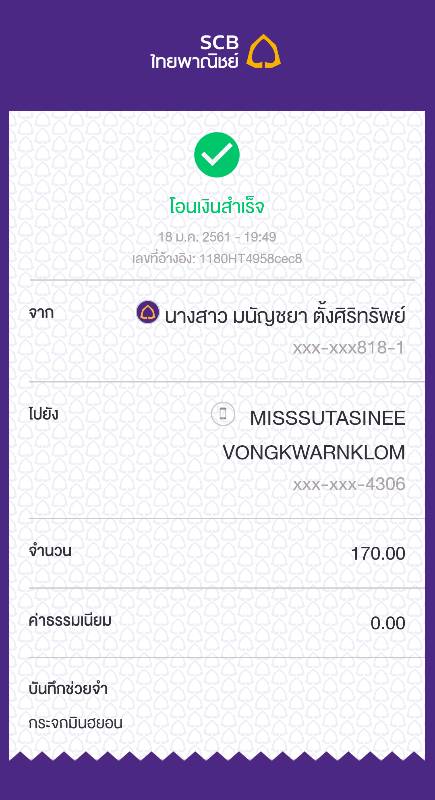 SCB
ไทยพาณิชย์
โอนเงินสำเร็จ
18 ม.ค. 2561 - 19:49
เลขที่อ้างอิง: 1180HT4958cec8
จาก
นางสาว มนัญชยา ตั้งศิริทรัพย์
xxx-xxx818-1
ไปยัง
MISSSUTASINEE
VONGKWARNKLOM
xxx-xxx-4306
จำนวน 170.00
ค่าธรรมเนียม 0.00
บันทึกช่วยจำ
กระจกมินฮยอน